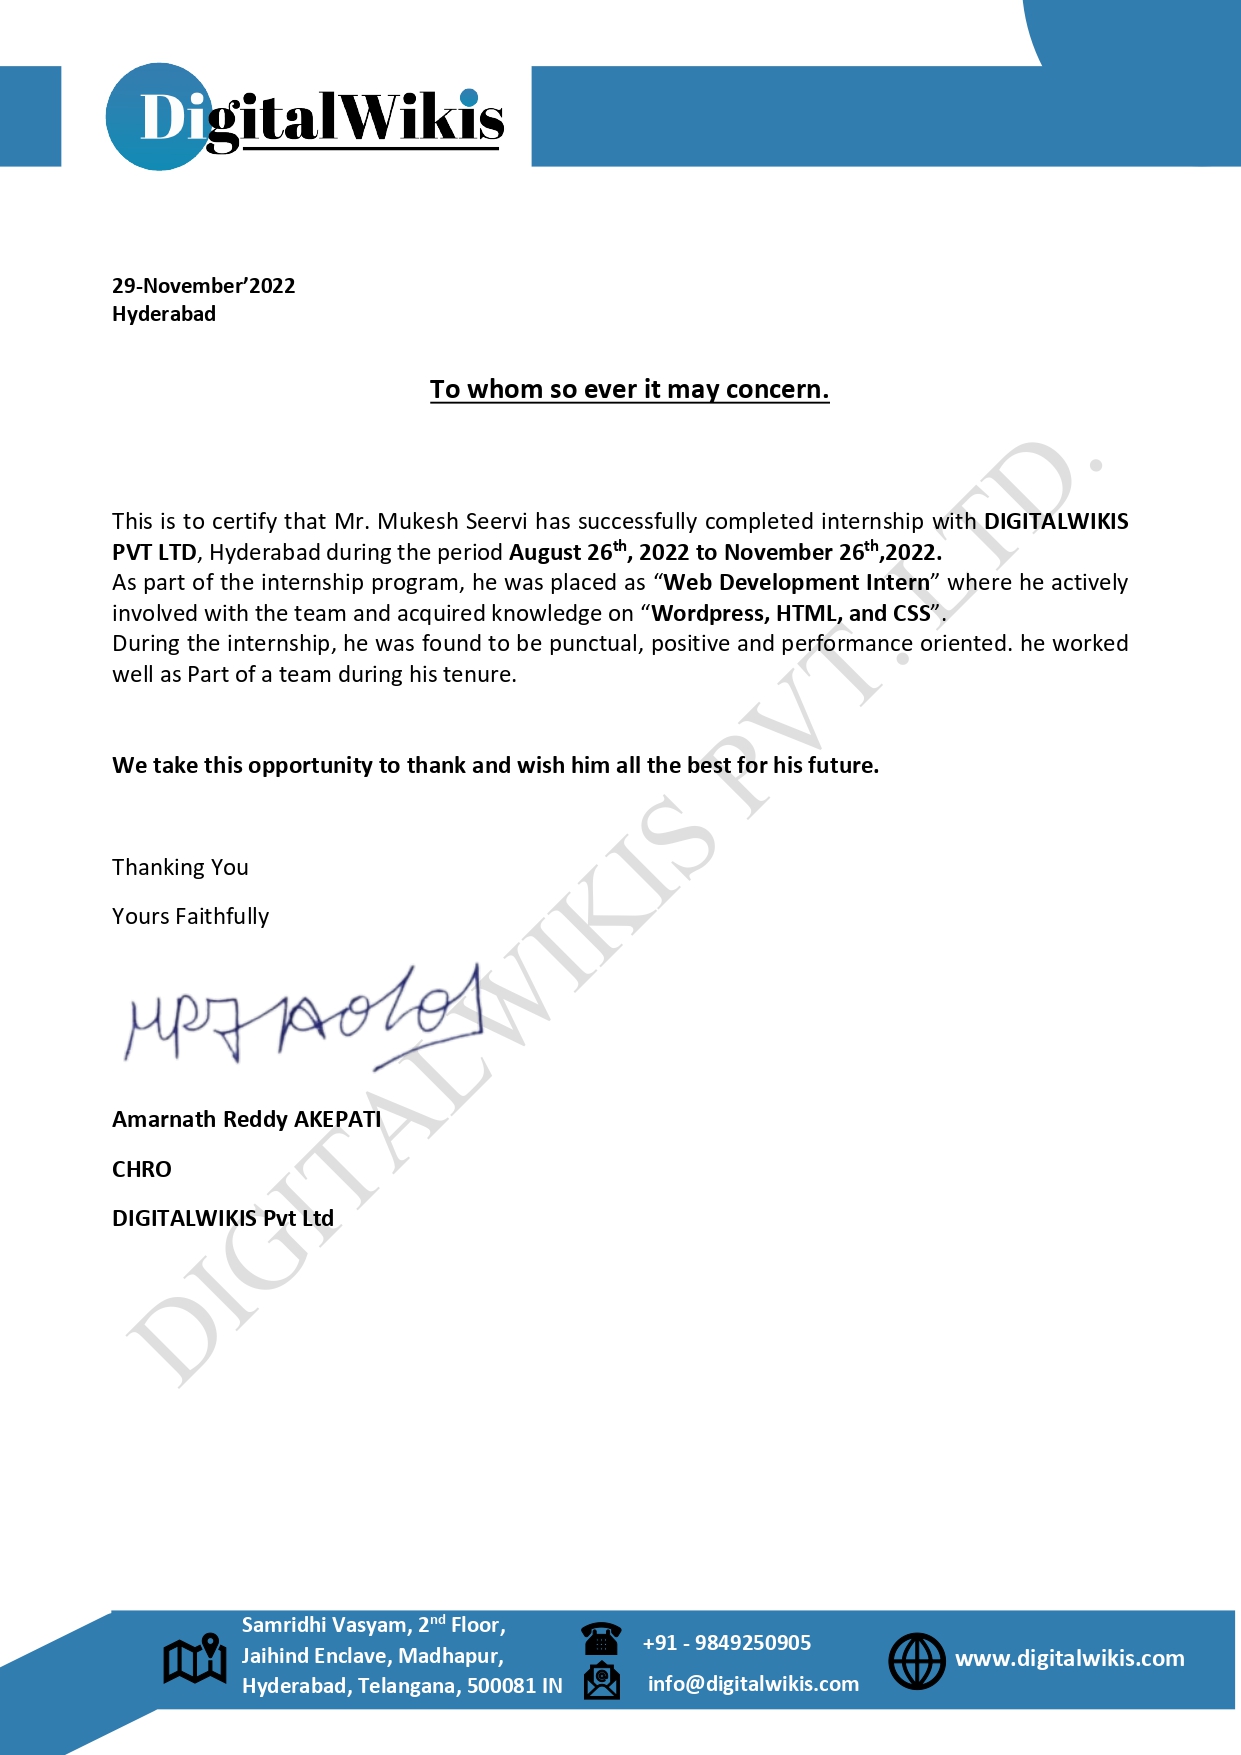 DigitalWikis
29-November’2022
Hyderabad
To whom so ever it may concern.
This is to certify that Mr. Mukesh Seervi has successfully completed internship with DIGITALWIKIS
PVT LTD, Hyderabad during the period August 26th, 2022 to November 26th,2022.
As part of the internship program, he was placed as “Web Development Intern” where he actively
involved with the team and acquired knowledge on “Wordpress, HTML, and CSS”.
During the internship, he was found to be punctual, positive and performance oriented. he worked
well as Part of a team during his tenure.
We take this opportunity to thank and wish him all the best for his future.
Thanking You
Yours Faithfully
Amarnath Reddy AKEPATI
CHRO
DIGITALWIKIS Pvt Ltd
DIGITALWIKIS PVT. LTD.
Samridhi Vasyam, 2nd Floor,
Jaihind Enclave, Madhapur,
Hyderabad, Telangana, 500081 IN
+91 - 9849250905
info@digitalwikis.com
www.digitalwikis.com